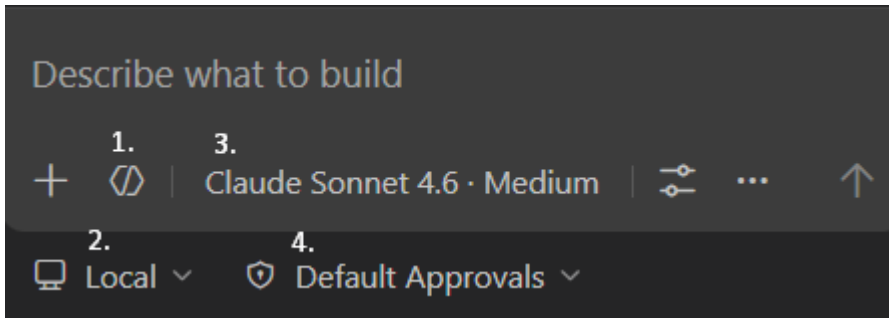 Describe what to build
1. 3.
Claude Sonnet 4.6 · Medium
2. 4.
Local Default Approvals